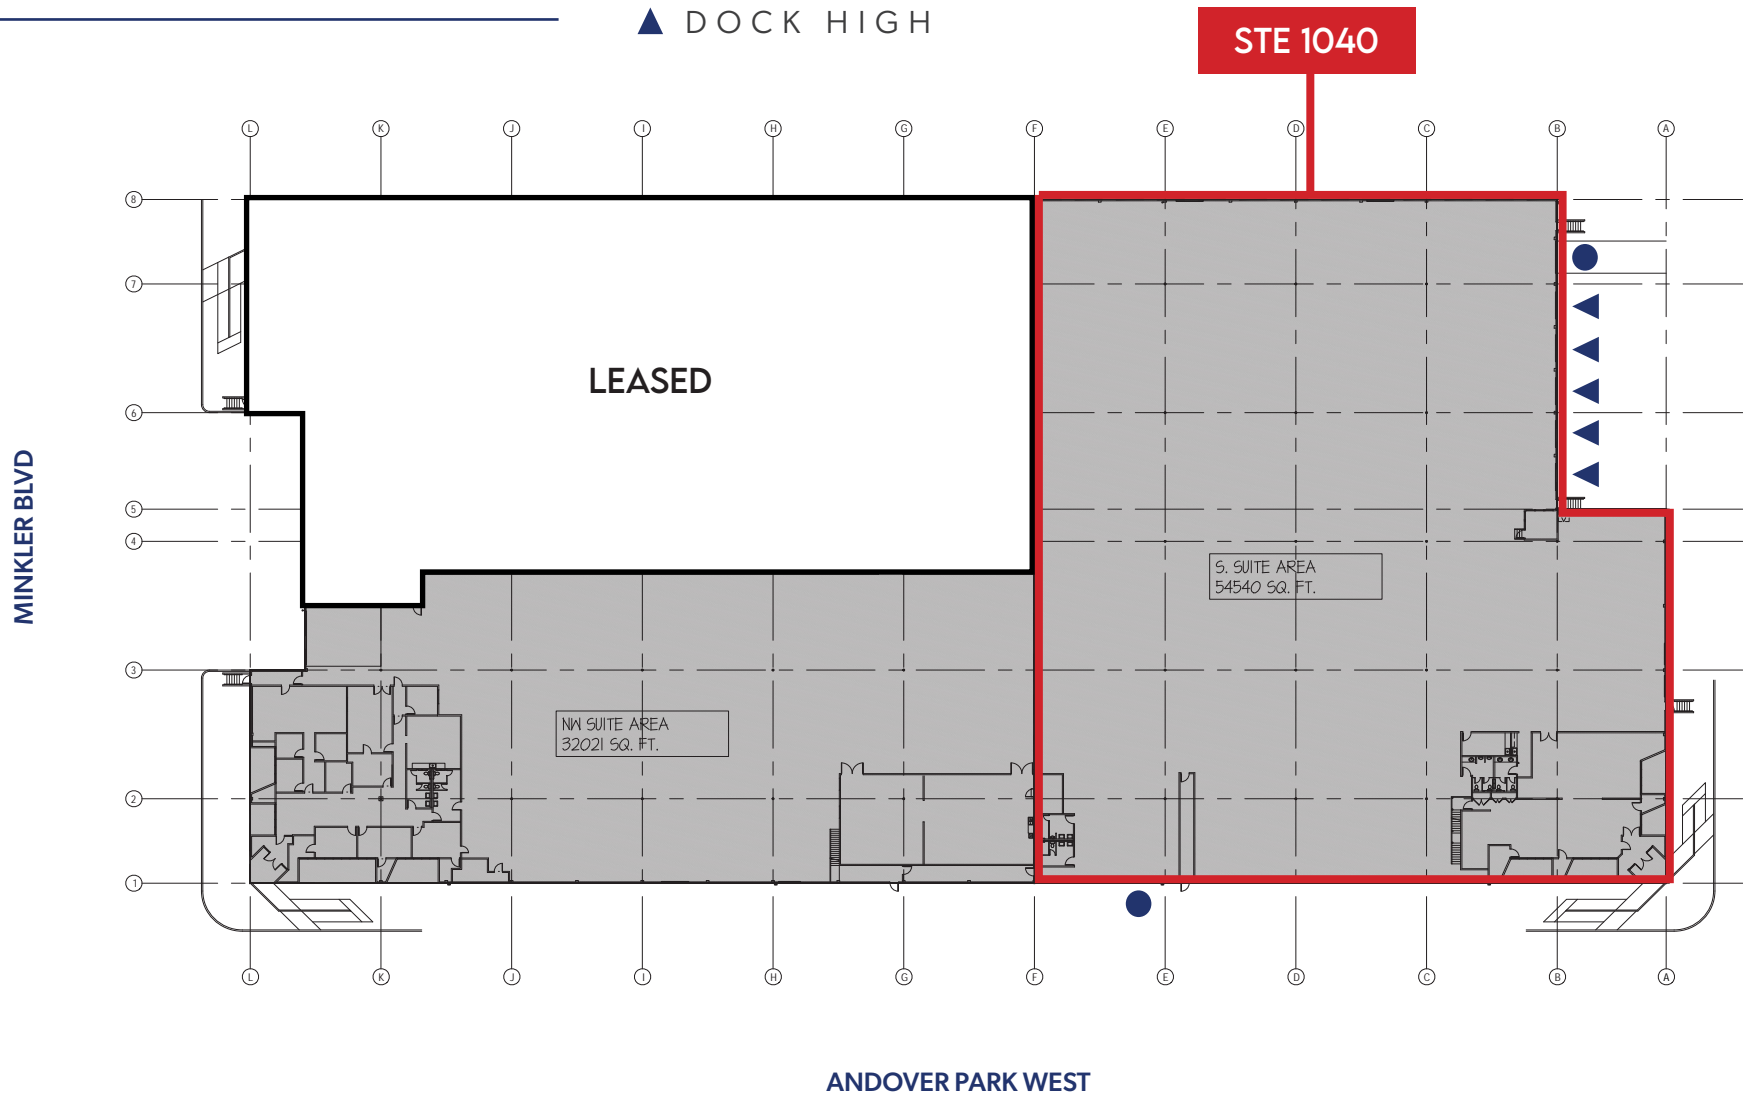 DOCK HIGH
STE 1040
L K J I H G F E D C B A
8
7
LEASED
6
MINKLER BLVD
5
4
S. SUITE AREA
54540 SQ. FT.
3
NW SUITE AREA
32021 SQ. FT.
2
1
L K J I H G F E D C B A
ANDOVER PARK WEST